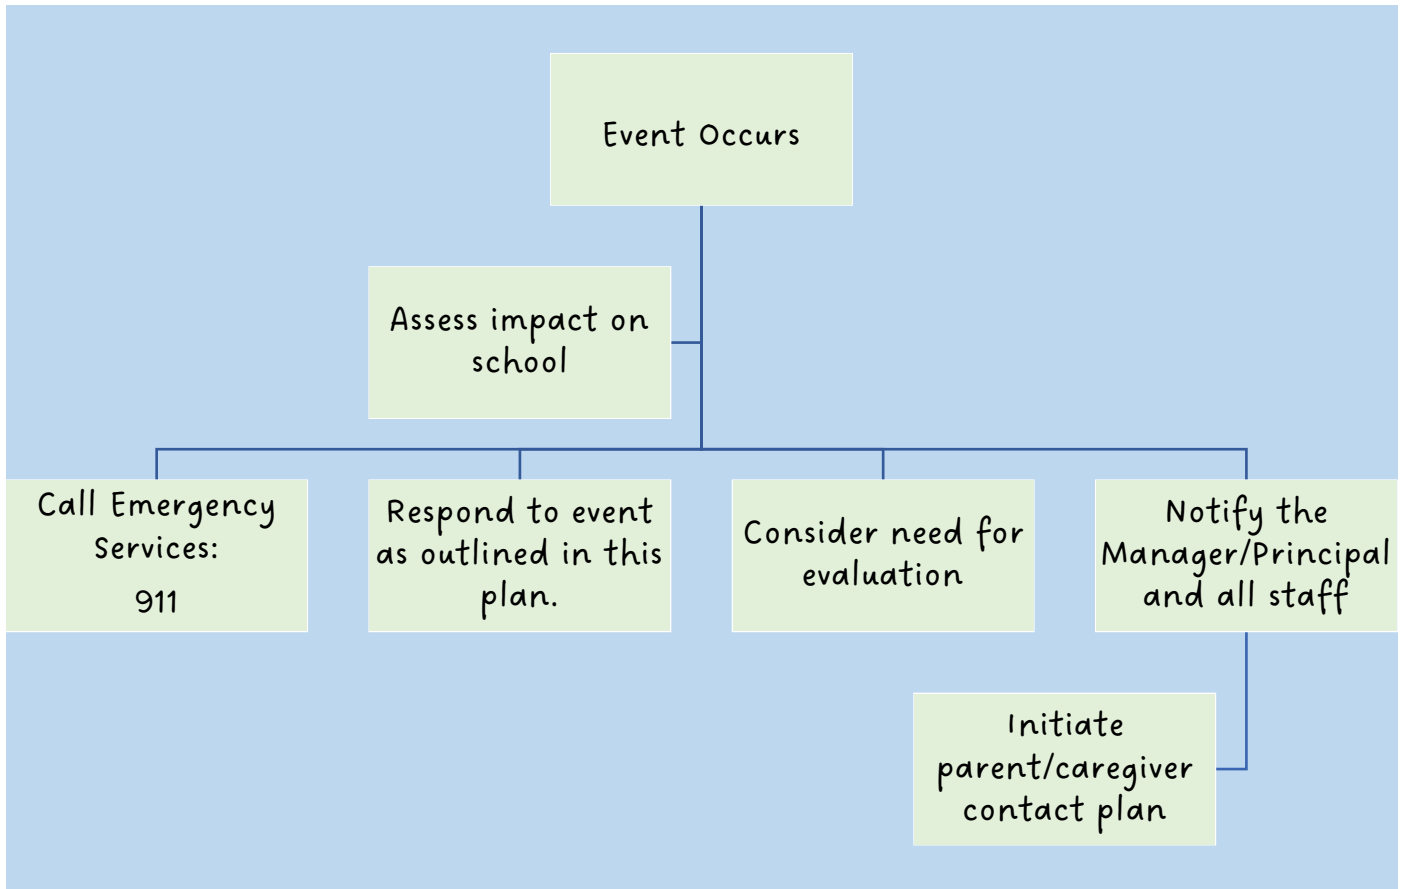 Event Occurs
Assess impact on
school
Call Emergency
Services:
911
Respond to event
as outlined in this
plan.
Consider need for
evaluation
Notify the
Manager/Principal
and all staff
Initiate
parent/caregiver
contact plan